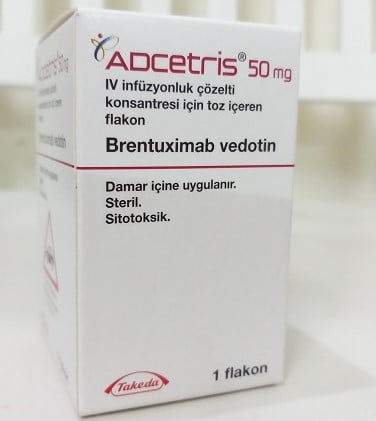 ADCETRIS® 50 mg
IV infüzyonluk çözelti
konsantresi için toz içeren
flakon
Brentuximab vedotin
Damar içine uygulanır.
Steril.
Sitotoksik.
Takeda
1 flakon